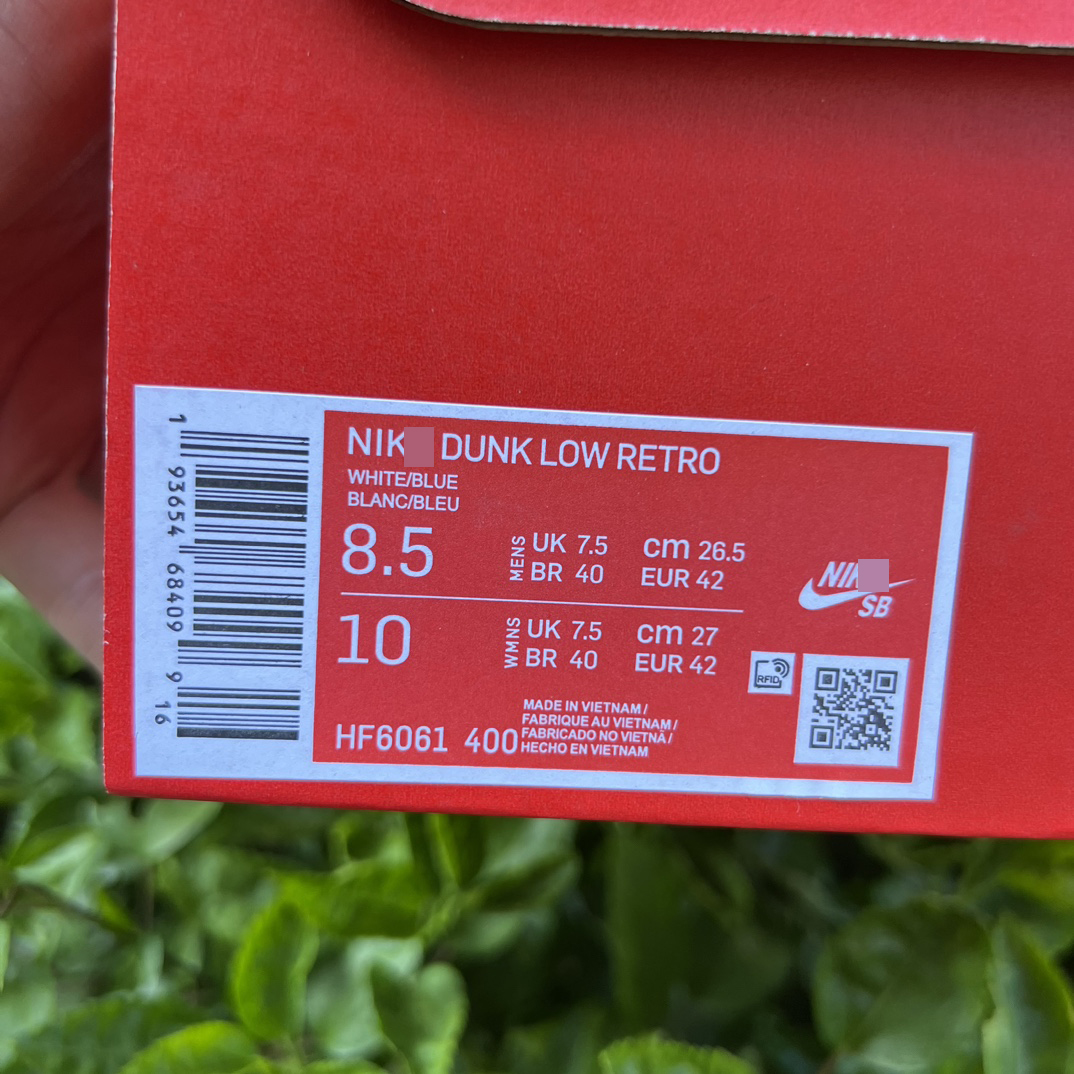 1 93654 68409 9 16
NIK DUNK LOW RETRO
WHITE/BLUE
BLANC/BLEU
8.5
MENS
UK 7.5 cm 26.5
BR 40 EUR 42
10
WMNS
UK 7.5 cm 27
BR 40 EUR 42
HF6061 400
MADE IN VIETNAM /
FABRIQUE AU VIETNAM /
FABRICADO NO VIETNÃ /
HECHO EN VIETNAM
NI
SB
RFID